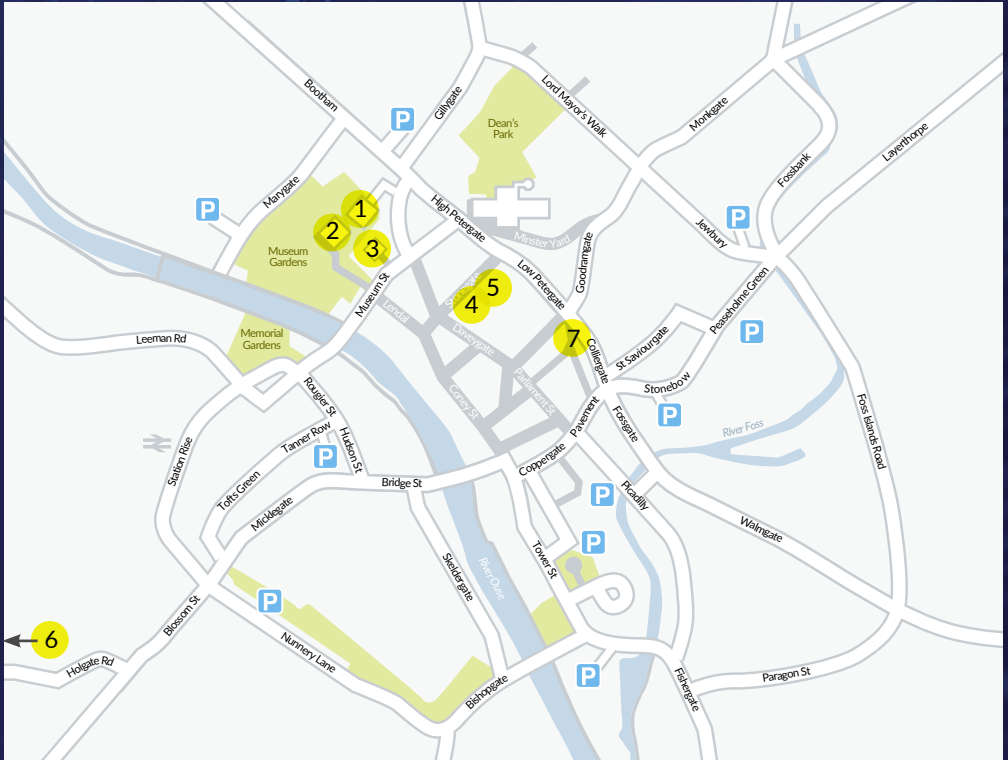 Bootham
Gillygate
Lord Mayor's Walk
Monkgate
Layerthorpe
Fossbank
Dean's
Park
P
Marygate
P
1
2
3
Museum
Gardens
High Petergate
Minster Yard
Goodramgate
Jewbury
P
Low Petergate
Museum St
Lendal
5
4
Daveygate
7
Colliergate
St Saviourgate
Peaseholme Green
P
Memorial
Gardens
Leeman Rd
Rougier St
Coney St
Parliament St
Stonebow
P
Pavement
Fossgate
River Foss
Foss Islands Road
Station Rise
Tanner Row
P
Hudson St
Tofts Green
Micklegate
Bridge St
Coppergate
P
Picadilly
Walmgate
P
Tower St
River Ouse
Skeldergate
P
Blossom St
Nunnery Lane
6
Holgate Rd
Bishopgate
P
Fishergate
Paragon St